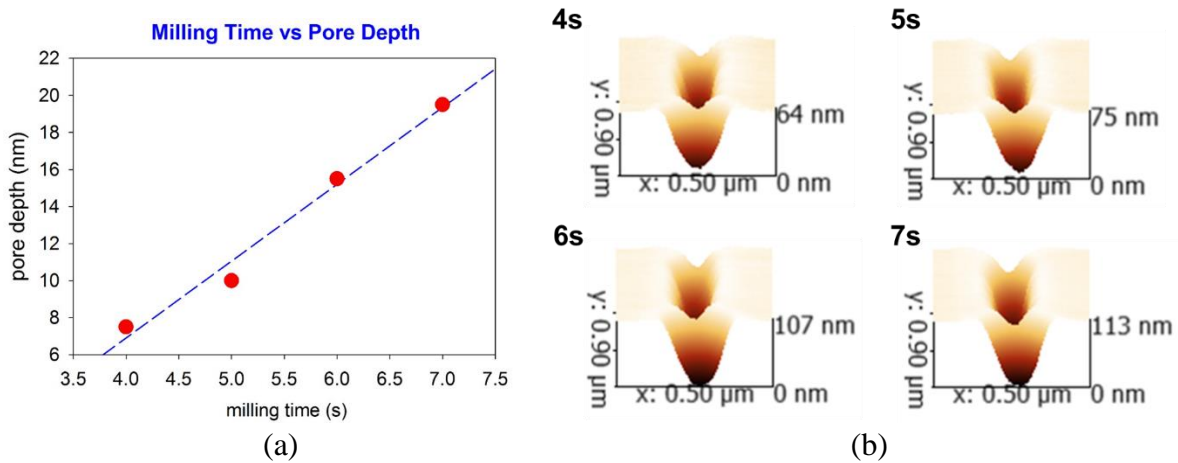 Milling Time vs Pore Depth
22
20
18
16
14
12
10
8
6
pore depth (nm)
3.5 4.0 4.5 5.0 5.5 6.0 6.5 7.0 7.5
milling time (s)
(a)
4s
y: 0.90 µm
64 nm
x: 0.50 µm 0 nm
5s
y: 0.90 µm
75 nm
x: 0.50 µm 0 nm
6s
y: 0.90 µm
107 nm
x: 0.50 µm 0 nm
7s
y: 0.90 µm
113 nm
x: 0.50 µm 0 nm
(b)